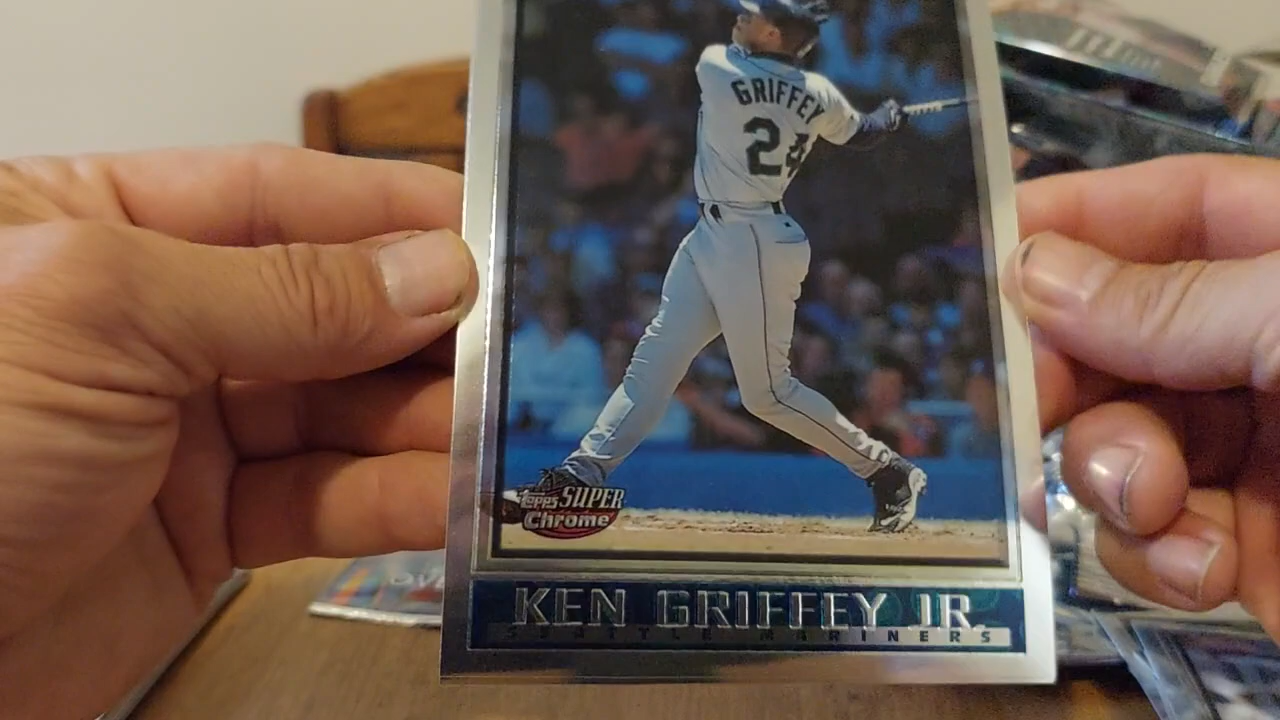 GRIFFEY
24
Topps SUPER
Chrome
KEN GRIFFEY JR.
SEATTLE MARINERS